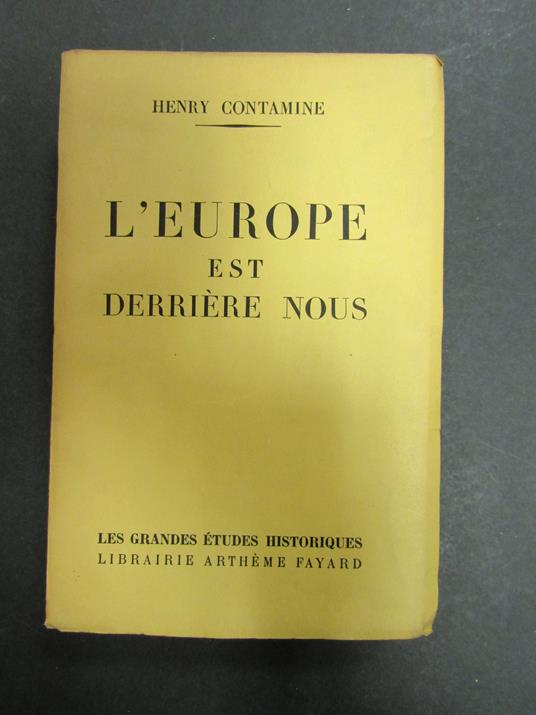 HENRY CONTAMINE
L'EUROPE
EST
DERRIÈRE NOUS
LES GRANDES ÉTUDES HISTORIQUES
LIBRAIRIE ARTHÈME FAYARD